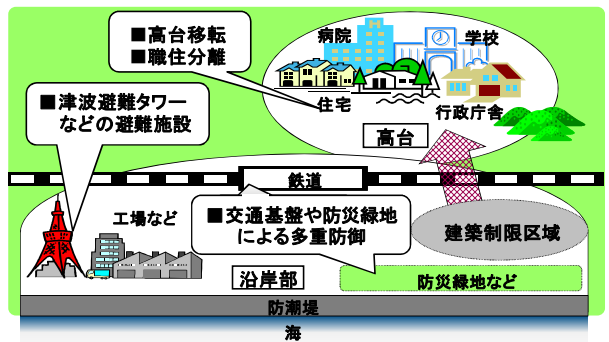 ■高台移転
■職住分離
病院
学校
住宅
行政庁舎
高台
■津波避難タワー
などの避難施設
鉄道
工場など
■交通基盤や防災緑地
による多重防御
建築制限区域
沿岸部
防災緑地など
防潮堤
海